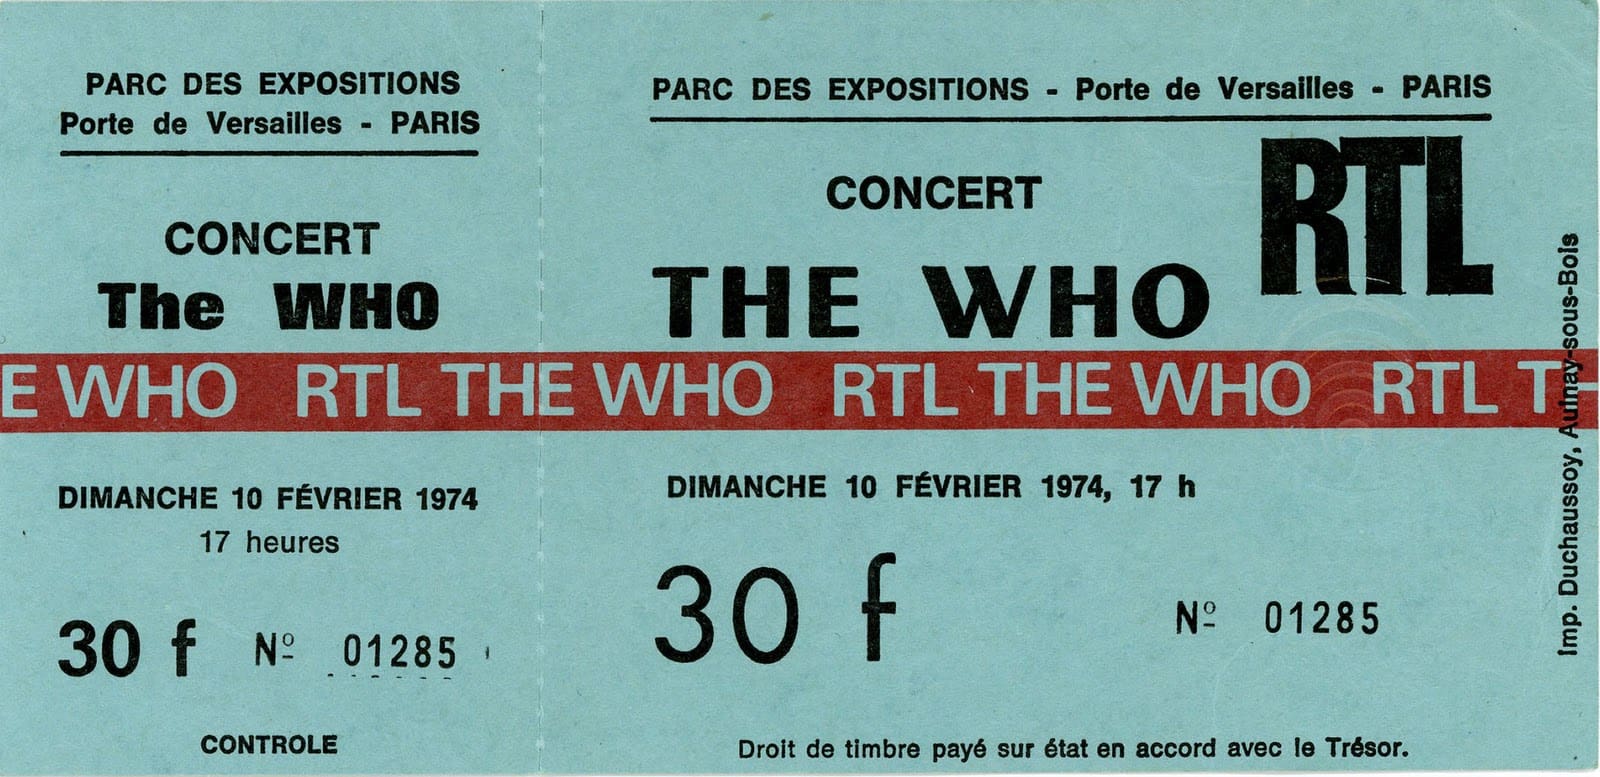 PARC DES EXPOSITIONS
Porte de Versailles - PARIS
CONCERT
The WHO
DIMANCHE 10 FÉVRIER 1974
17 heures
30 f Nº 01285
CONTROLE
PARC DES EXPOSITIONS - Porte de Versailles - PARIS
CONCERT
RTL
THE WHO
E WHO RTL THE WHO RTL THE WHO RTL TH
DIMANCHE 10 FÉVRIER 1974, 17 h
30 f
Nº 01285
Droit de timbre payé sur état en accord avec le Trésor.
Imp. Duchaussoy, Aulnay-sous-Bois